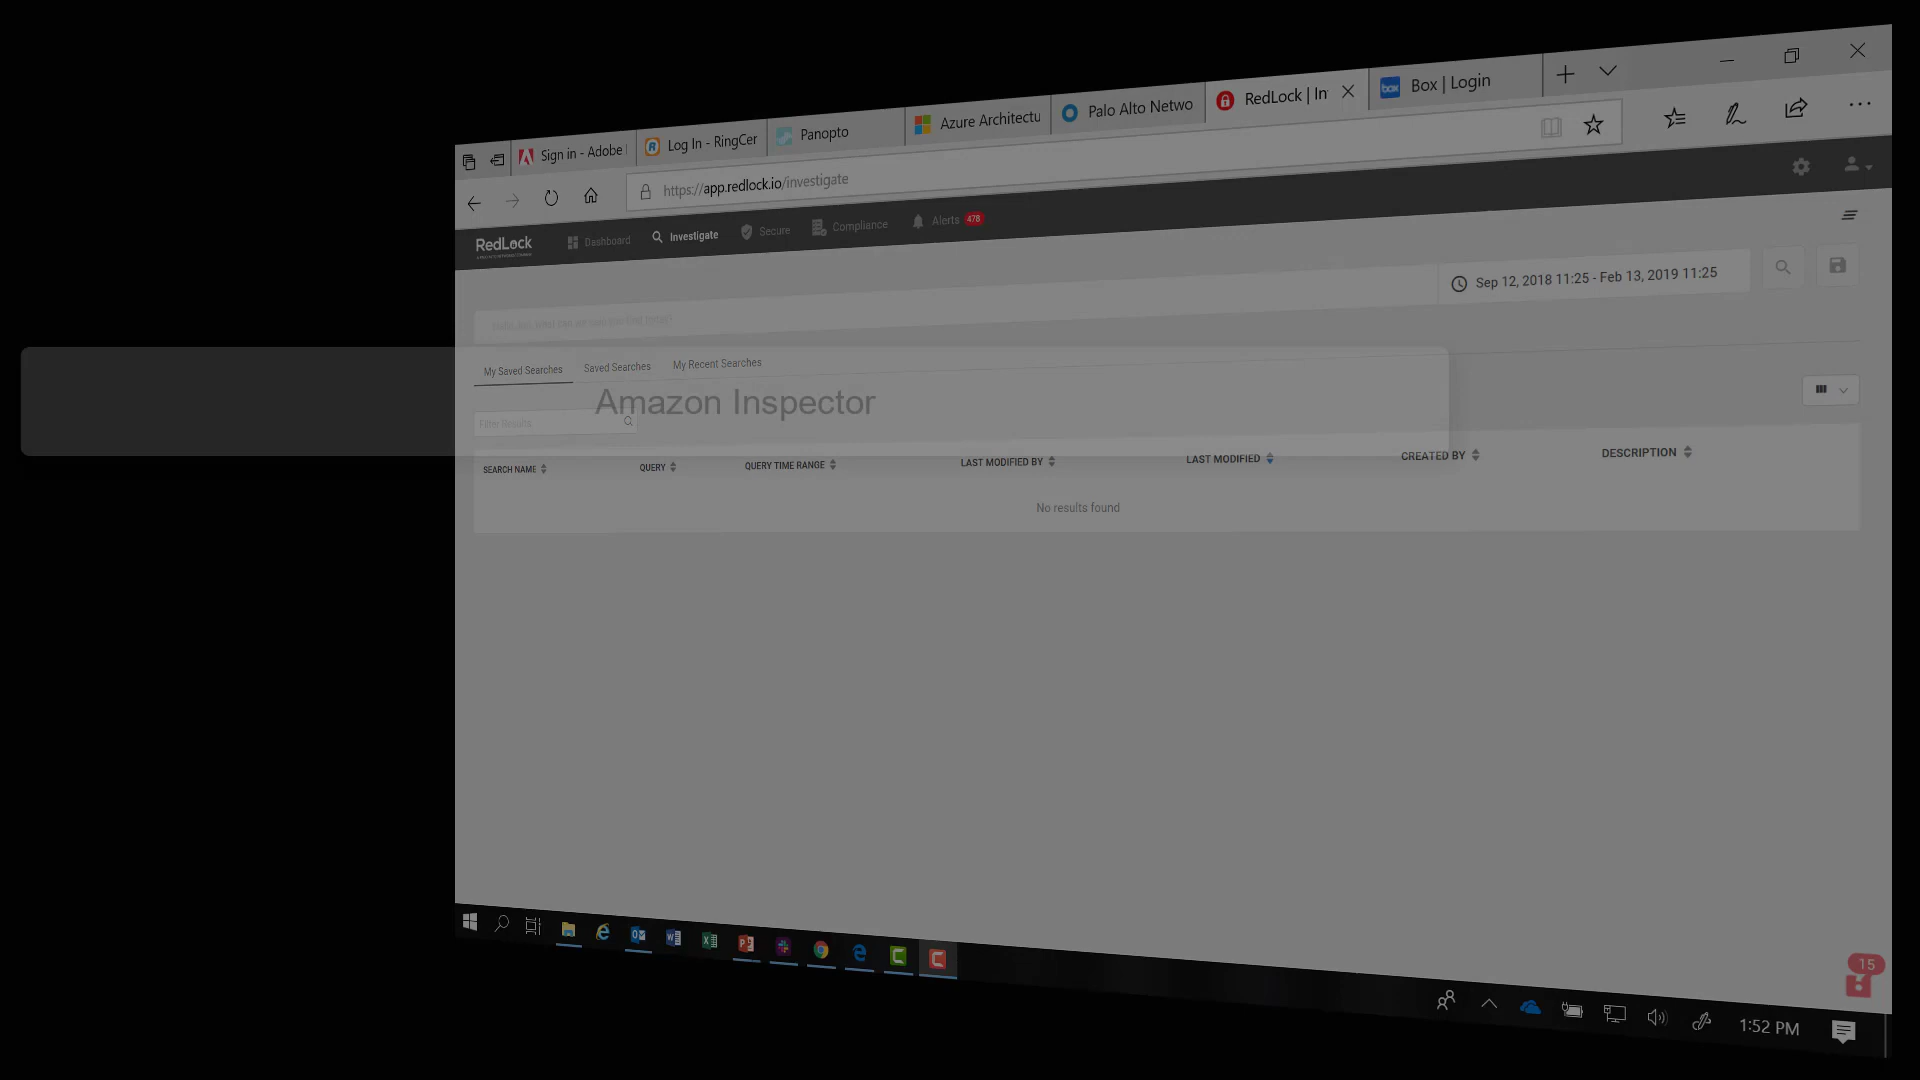 Sign in - Adobe
Log In - RingCer
Panopto
Azure Architectu
Palo Alto Netwo
RedLock | In
Box | Login
https://app.redlock.io/investigate
RedLock
Dashboard
Investigate
Secure
Compliance
Alerts 478
Sep 12, 2018 11:25 - Feb 13, 2019 11:25
My Saved Searches
Saved Searches
My Recent Searches
Amazon Inspector
Filter Results
SEARCH NAME
QUERY
QUERY TIME RANGE
LAST MODIFIED BY
LAST MODIFIED
CREATED BY
DESCRIPTION
No results found
15
1:52 PM